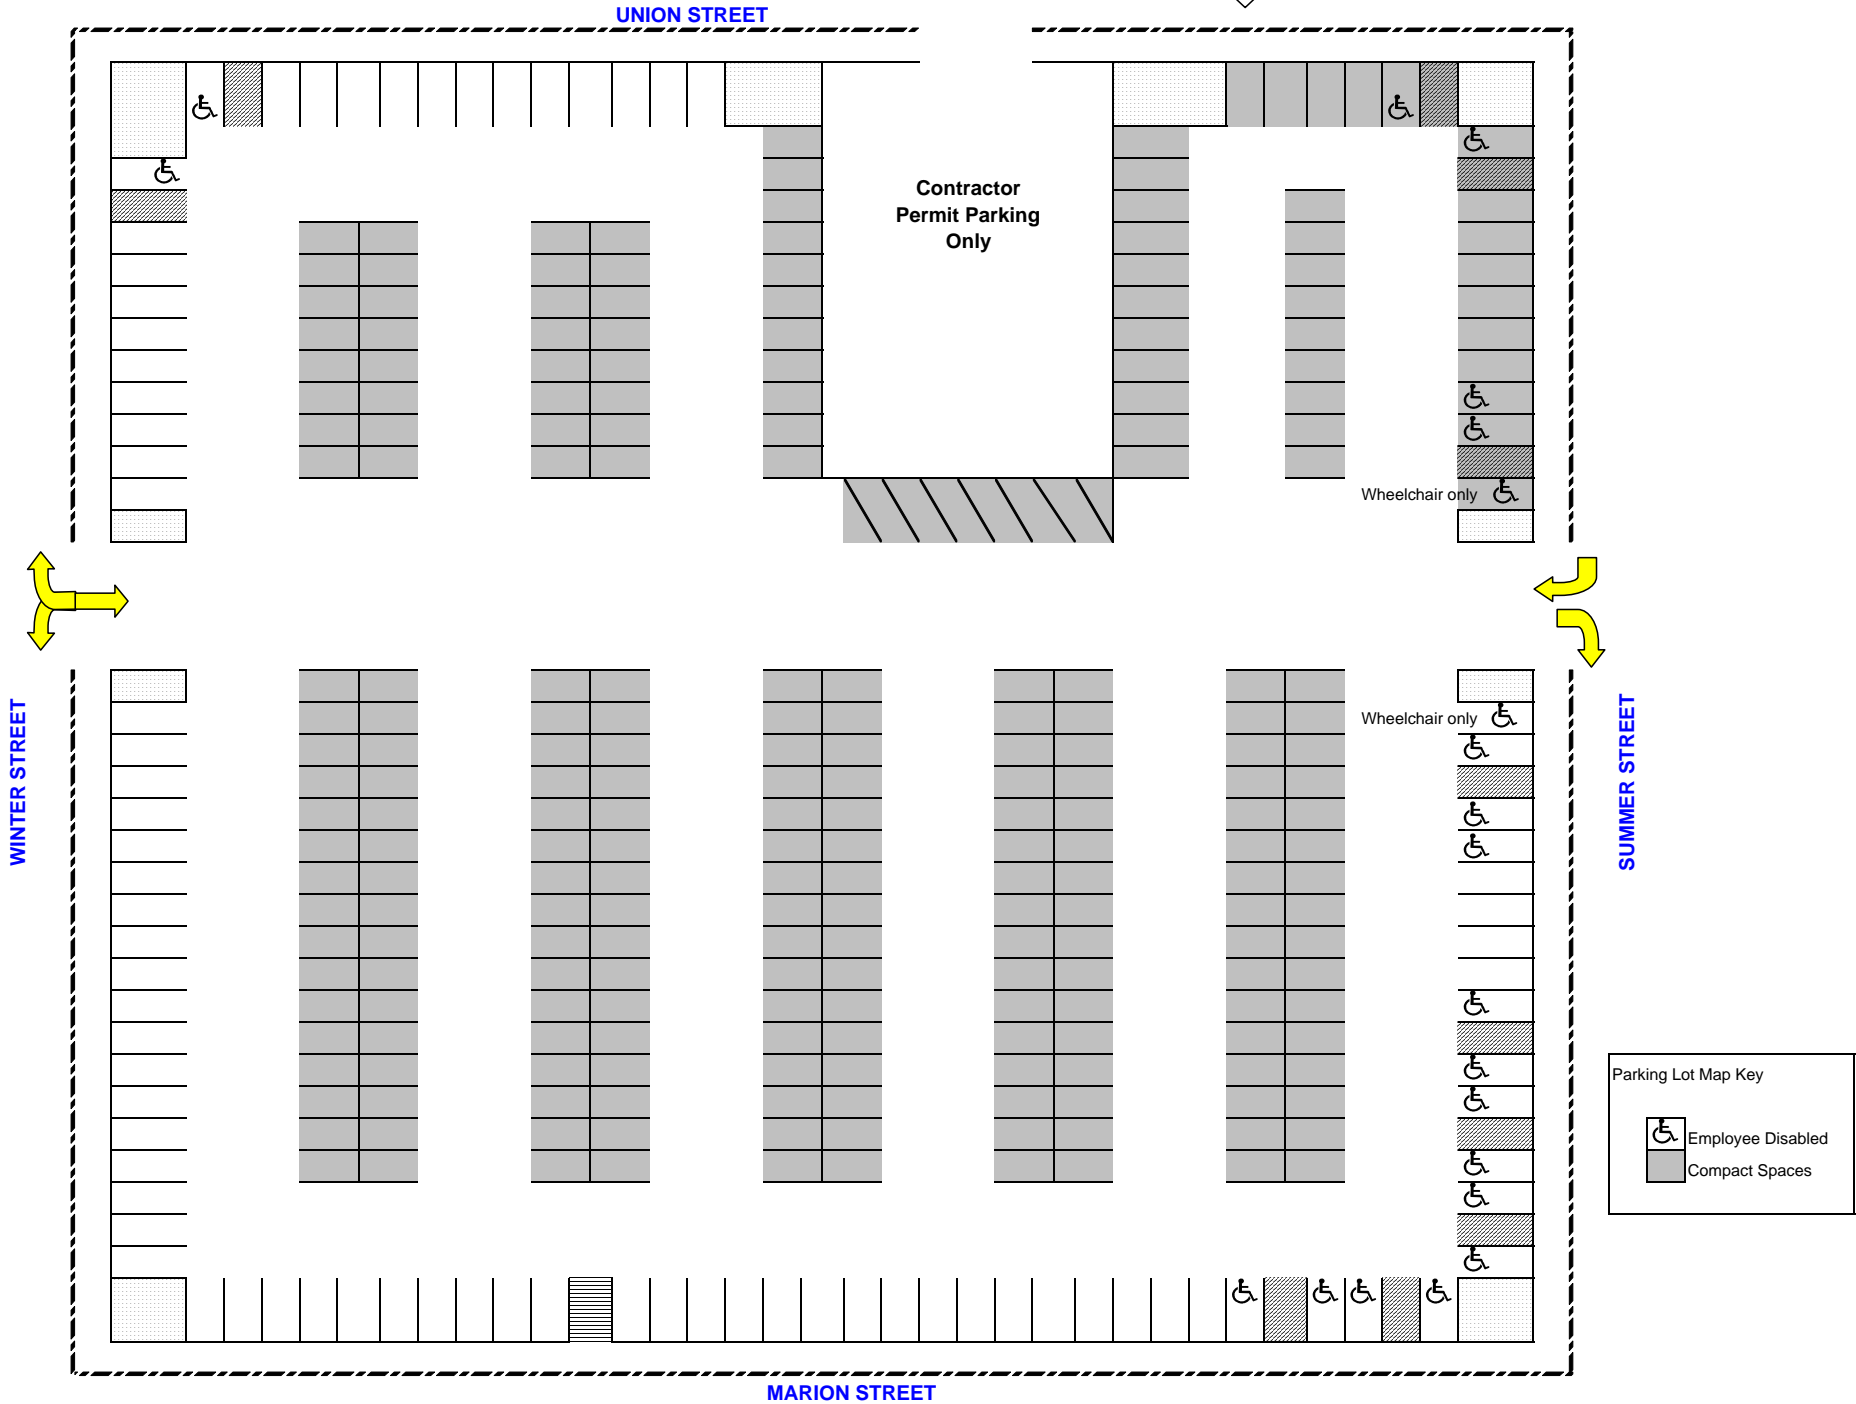 UNION STREET
Contractor
Permit Parking
Only
Wheelchair only
WINTER STREET
SUMMER STREET
Wheelchair only
Parking Lot Map Key
Employee Disabled
Compact Spaces
MARION STREET